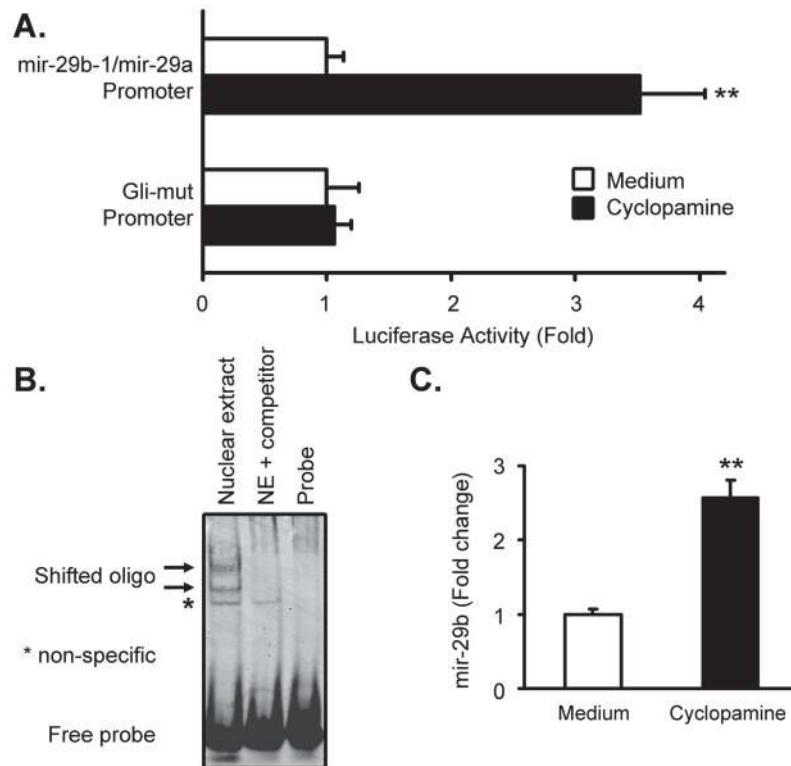 A.
mir-29b-1/mir-29a
Promoter
**
Gli-mut
Promoter
Medium
Cyclopamine
0 1 2 3 4
Luciferase Activity (Fold)
B.
Nuclear extract
NE + competitor
Probe
Shifted oligo
*
* non-specific
Free probe
C.
mir-29b (Fold change)
3
2
1
0
**
Medium Cyclopamine